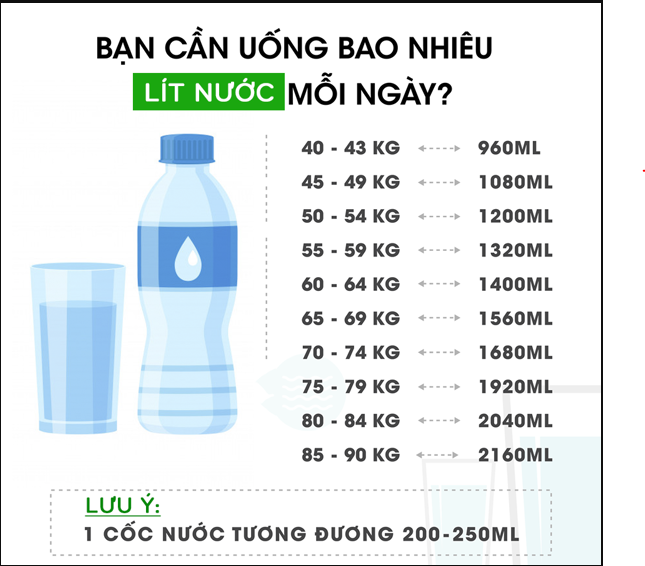 BẠN CẦN UỐNG BAO NHIÊU
LÍT NƯỚC MỖI NGÀY?
40 - 43 KG 960ML
45 - 49 KG 1080ML
50 - 54 KG 1200ML
55 - 59 KG 1320ML
60 - 64 KG 1400ML
65 - 69 KG 1560ML
70 - 74 KG 1680ML
75 - 79 KG 1920ML
80 - 84 KG 2040ML
85 - 90 KG 2160ML
LƯU Ý:
1 CỐC NƯỚC TƯƠNG ĐƯƠNG 200-250ML